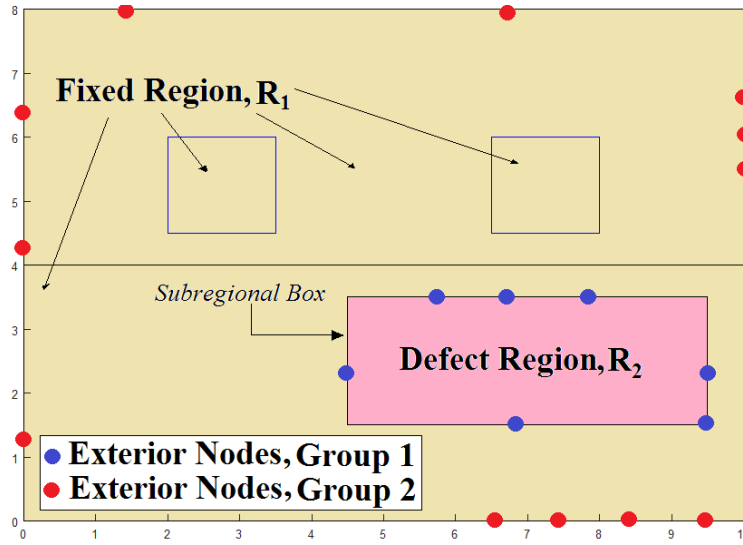 8
7
Fixed Region, R₁
6
5
4
Subregional Box
3
Defect Region, R₂
2
1
Exterior Nodes, Group 1
Exterior Nodes, Group 2
0
0 1 2 3 4 5 6 7 8 9 10